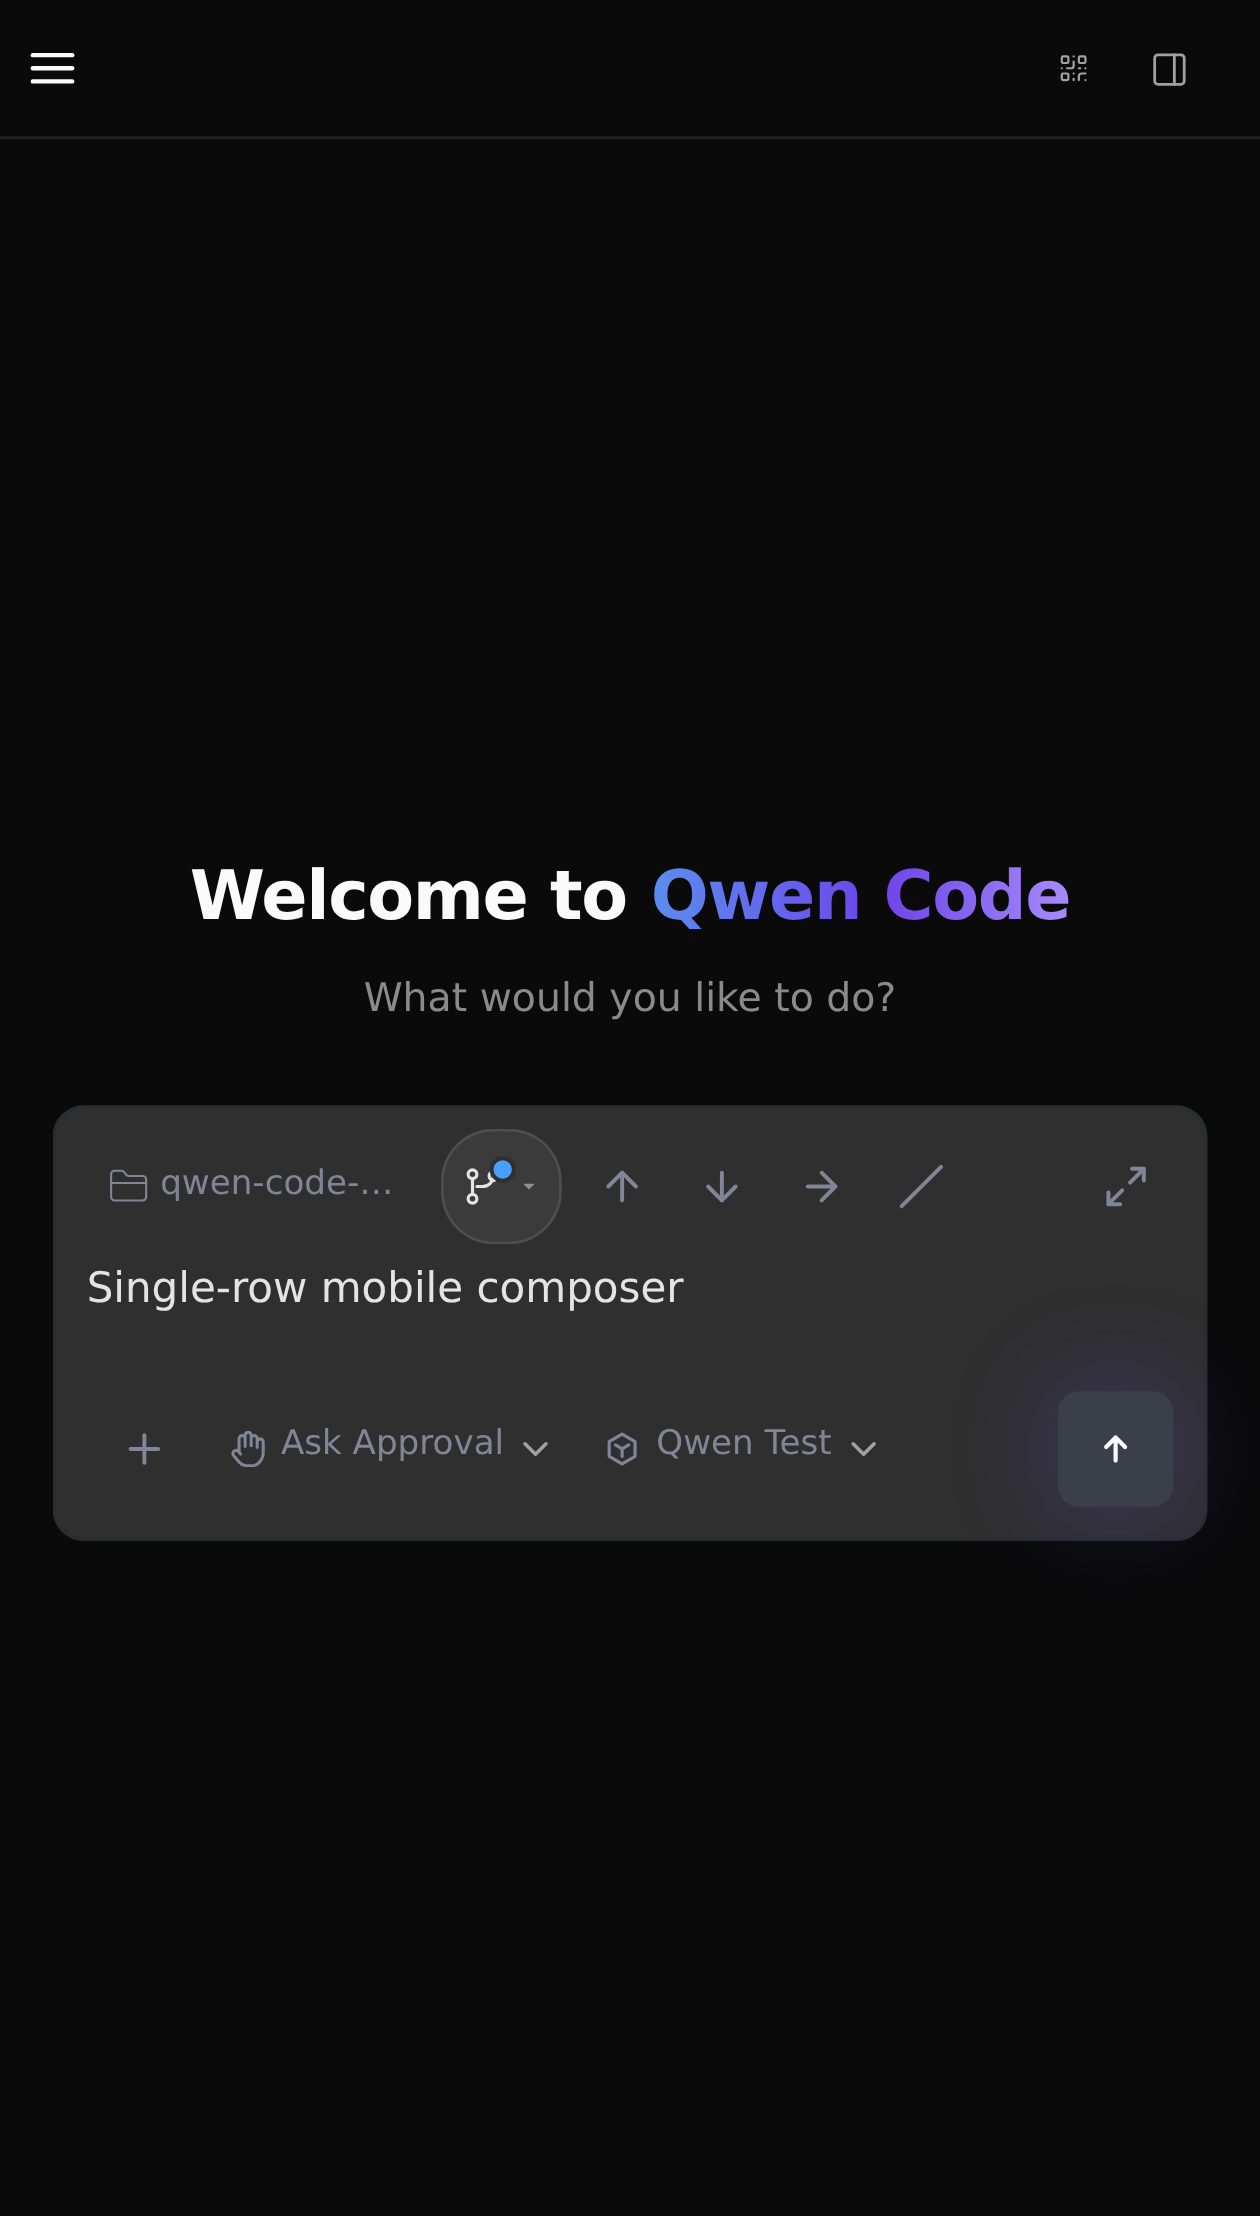 Welcome to Qwen Code
What would you like to do?
qwen-code-...
Single-row mobile composer
Ask Approval
Qwen Test